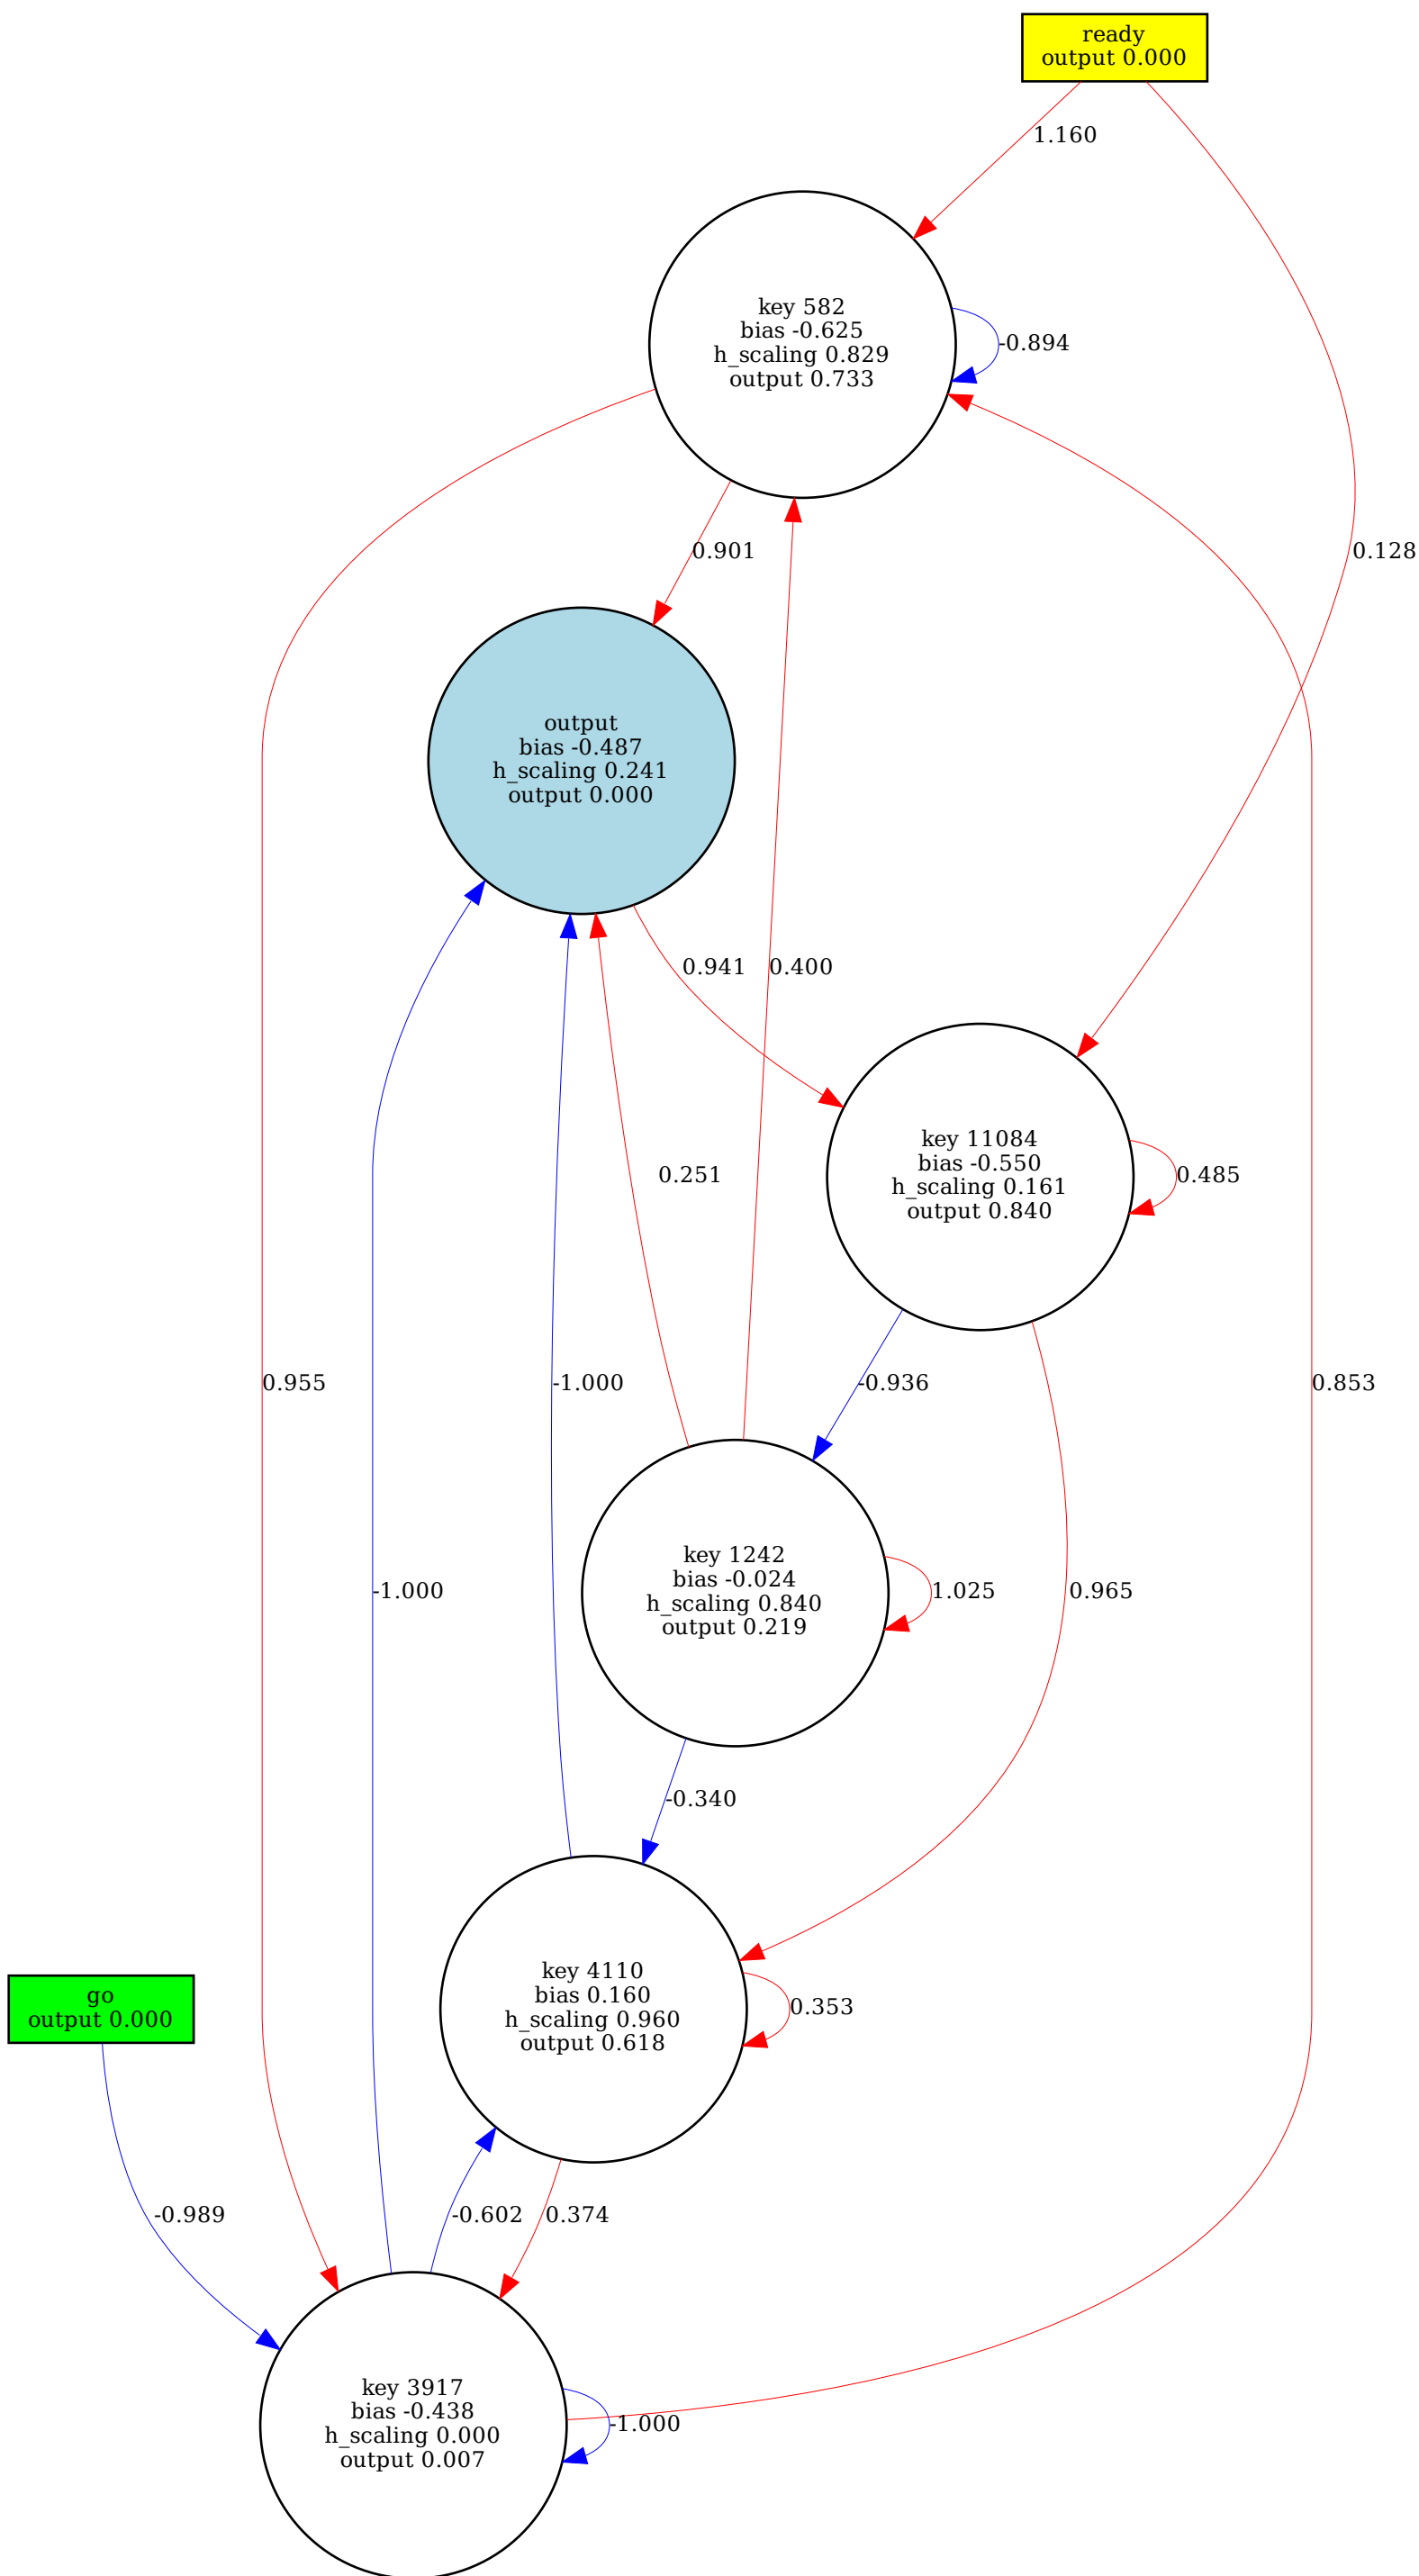 ready
output 0.000
1.160
key 582
bias -0.625
h_scaling 0.829
output 0.733
-0.894
0.901
0.128
output
bias -0.487
h_scaling 0.241
output 0.000
0.941
0.400
key 11084
bias -0.550
h_scaling 0.161
output 0.840
0.485
0.251
0.955
-1.000
-0.936
0.853
key 1242
bias -0.024
h_scaling 0.840
output 0.219
1.025
-1.000
0.965
-0.340
key 4110
bias 0.160
h_scaling 0.960
output 0.618
0.353
go
output 0.000
-0.989
-0.602
0.374
key 3917
bias -0.438
h_scaling 0.000
output 0.007
-1.000